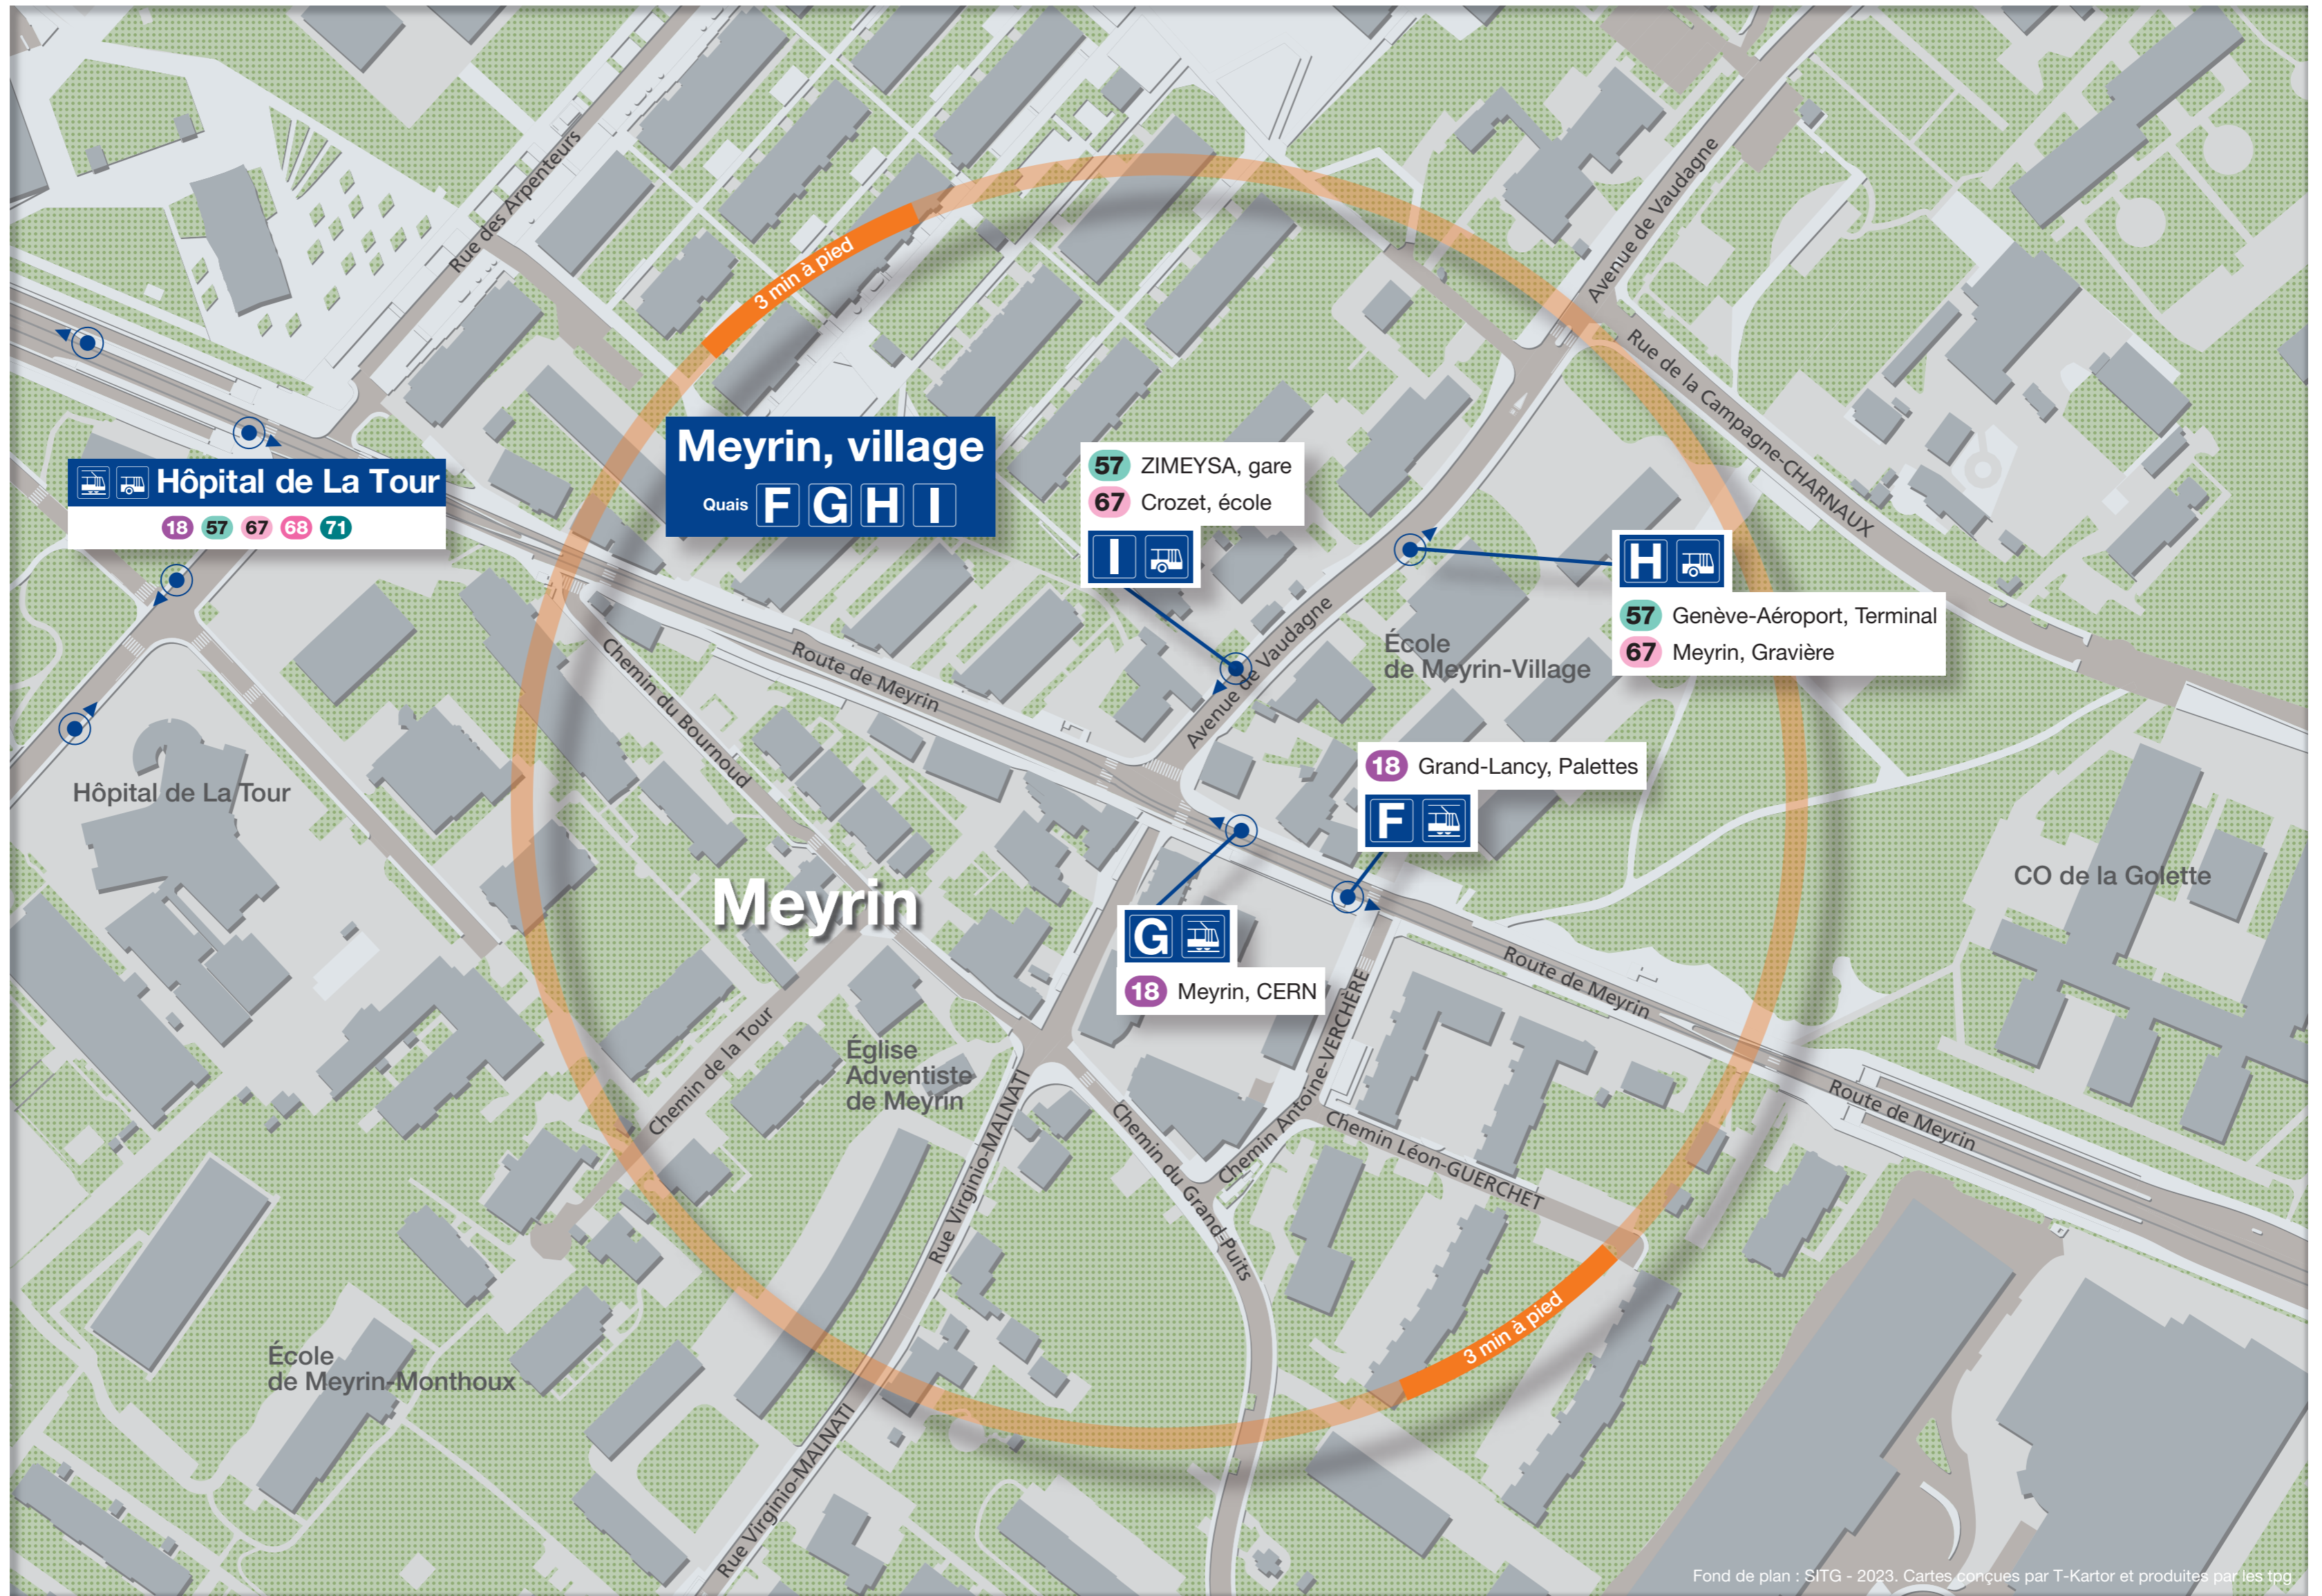 Rue des Arpenteurs
Avenue de Vaudagne
3 min à pied
Rue de la Campagne-CHARNAUX
Hôpital de La Tour
18 57 67 68 71
Meyrin, village
Quais F G H I
57 ZIMEYSA, gare
67 Crozet, école
I
H
57 Genève-Aéroport, Terminal
67 Meyrin, Gravière
École
de Meyrin-Village
Avenue de Vaudagne
Route de Meyrin
Chemin du Bournoud
18 Grand-Lancy, Palettes
F
Hôpital de La Tour
Meyrin
G
18 Meyrin, CERN
CO de la Golette
Route de Meyrin
Chemin Antoine-VERCHÈRE
Chemin de la Tour
Église
Adventiste
de Meyrin
Route de Meyrin
Chemin Léon-GUERCHET
Chemin du Grand-Puits
Rue Virginio-MALNATI
3 min à pied
École
de Meyrin-Monthoux
Rue Virginio-MALNATI
Fond de plan : SITG - 2023. Cartes conçues par T-Kartor et produites par les tpg